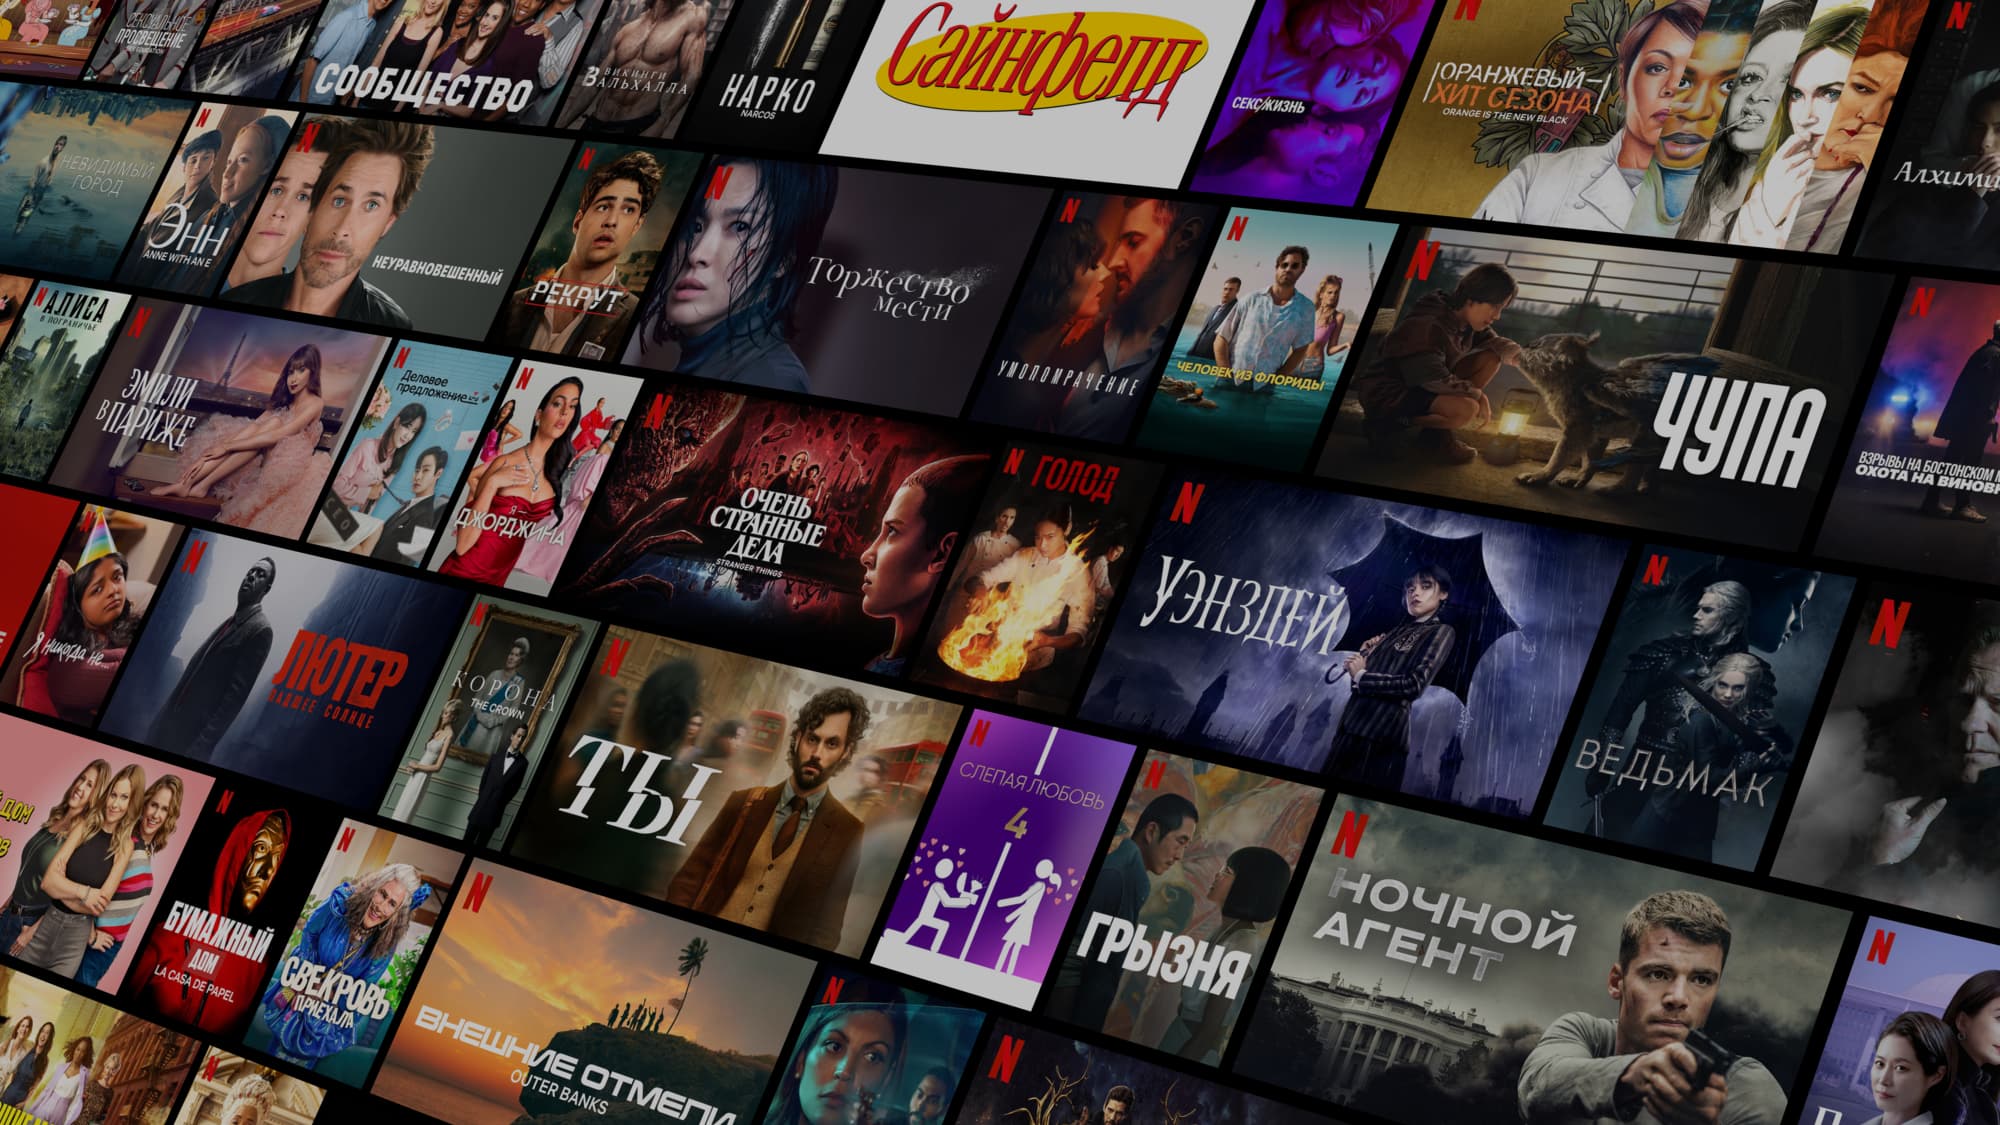 СЕКСУАЛЬНОЕ
ПРОСВЕЩЕНИЕ
СООБЩЕСТВО
ВИКИНГИ
ВАЛЬХАЛЛА
НАРКО
NARCOS
Сайнфелд
СЕКС/ЖИЗНЬ
ОРАНЖЕВЫЙ—
ХИТ СЕЗОНА
ORANGE IS THE NEW BLACK
НЕВИДИМЫЙ
ГОРОД
ЭНН
ANNE WITH AN E
НЕУРАВНОВЕШЕННЫЙ
РЕКРУТ
Торжество
мести
УМОПОМРАЧЕНИЕ
ЧЕЛОВЕК ИЗ ФЛОРИДЫ
ЧУПА
АЛИСА
В ПОГРАНИЧЬЕ
ЭМИЛИ
В ПАРИЖЕ
Деловое
предложение
CEO
Я —
ДЖОРДЖИНА
ОЧЕНЬ
СТРАННЫЕ
ДЕЛА
STRANGER THINGS
ГОЛОД
УЭНЗДЕЙ
ВЗРЫВЫ НА БОСТОНСКОМ
ОХОТА НА
Я никогда не...
ЛЮТЕР
ПАДШЕЕ СОЛНЦЕ
КОРОНА
THE CROWN
ТЫ
СЛЕПАЯ ЛЮБОВЬ
4
ГРЫЗНЯ
ВЕДЬМАК
НОЧНОЙ
АГЕНТ
ДОМ
БУМАЖНЫЙ
ДОМ
LA CASA DE PAPEL
СВЕКРОВЬ
ПРИЕХАЛА
ВНЕШНИЕ ОТМЕЛИ
OUTER BANKS